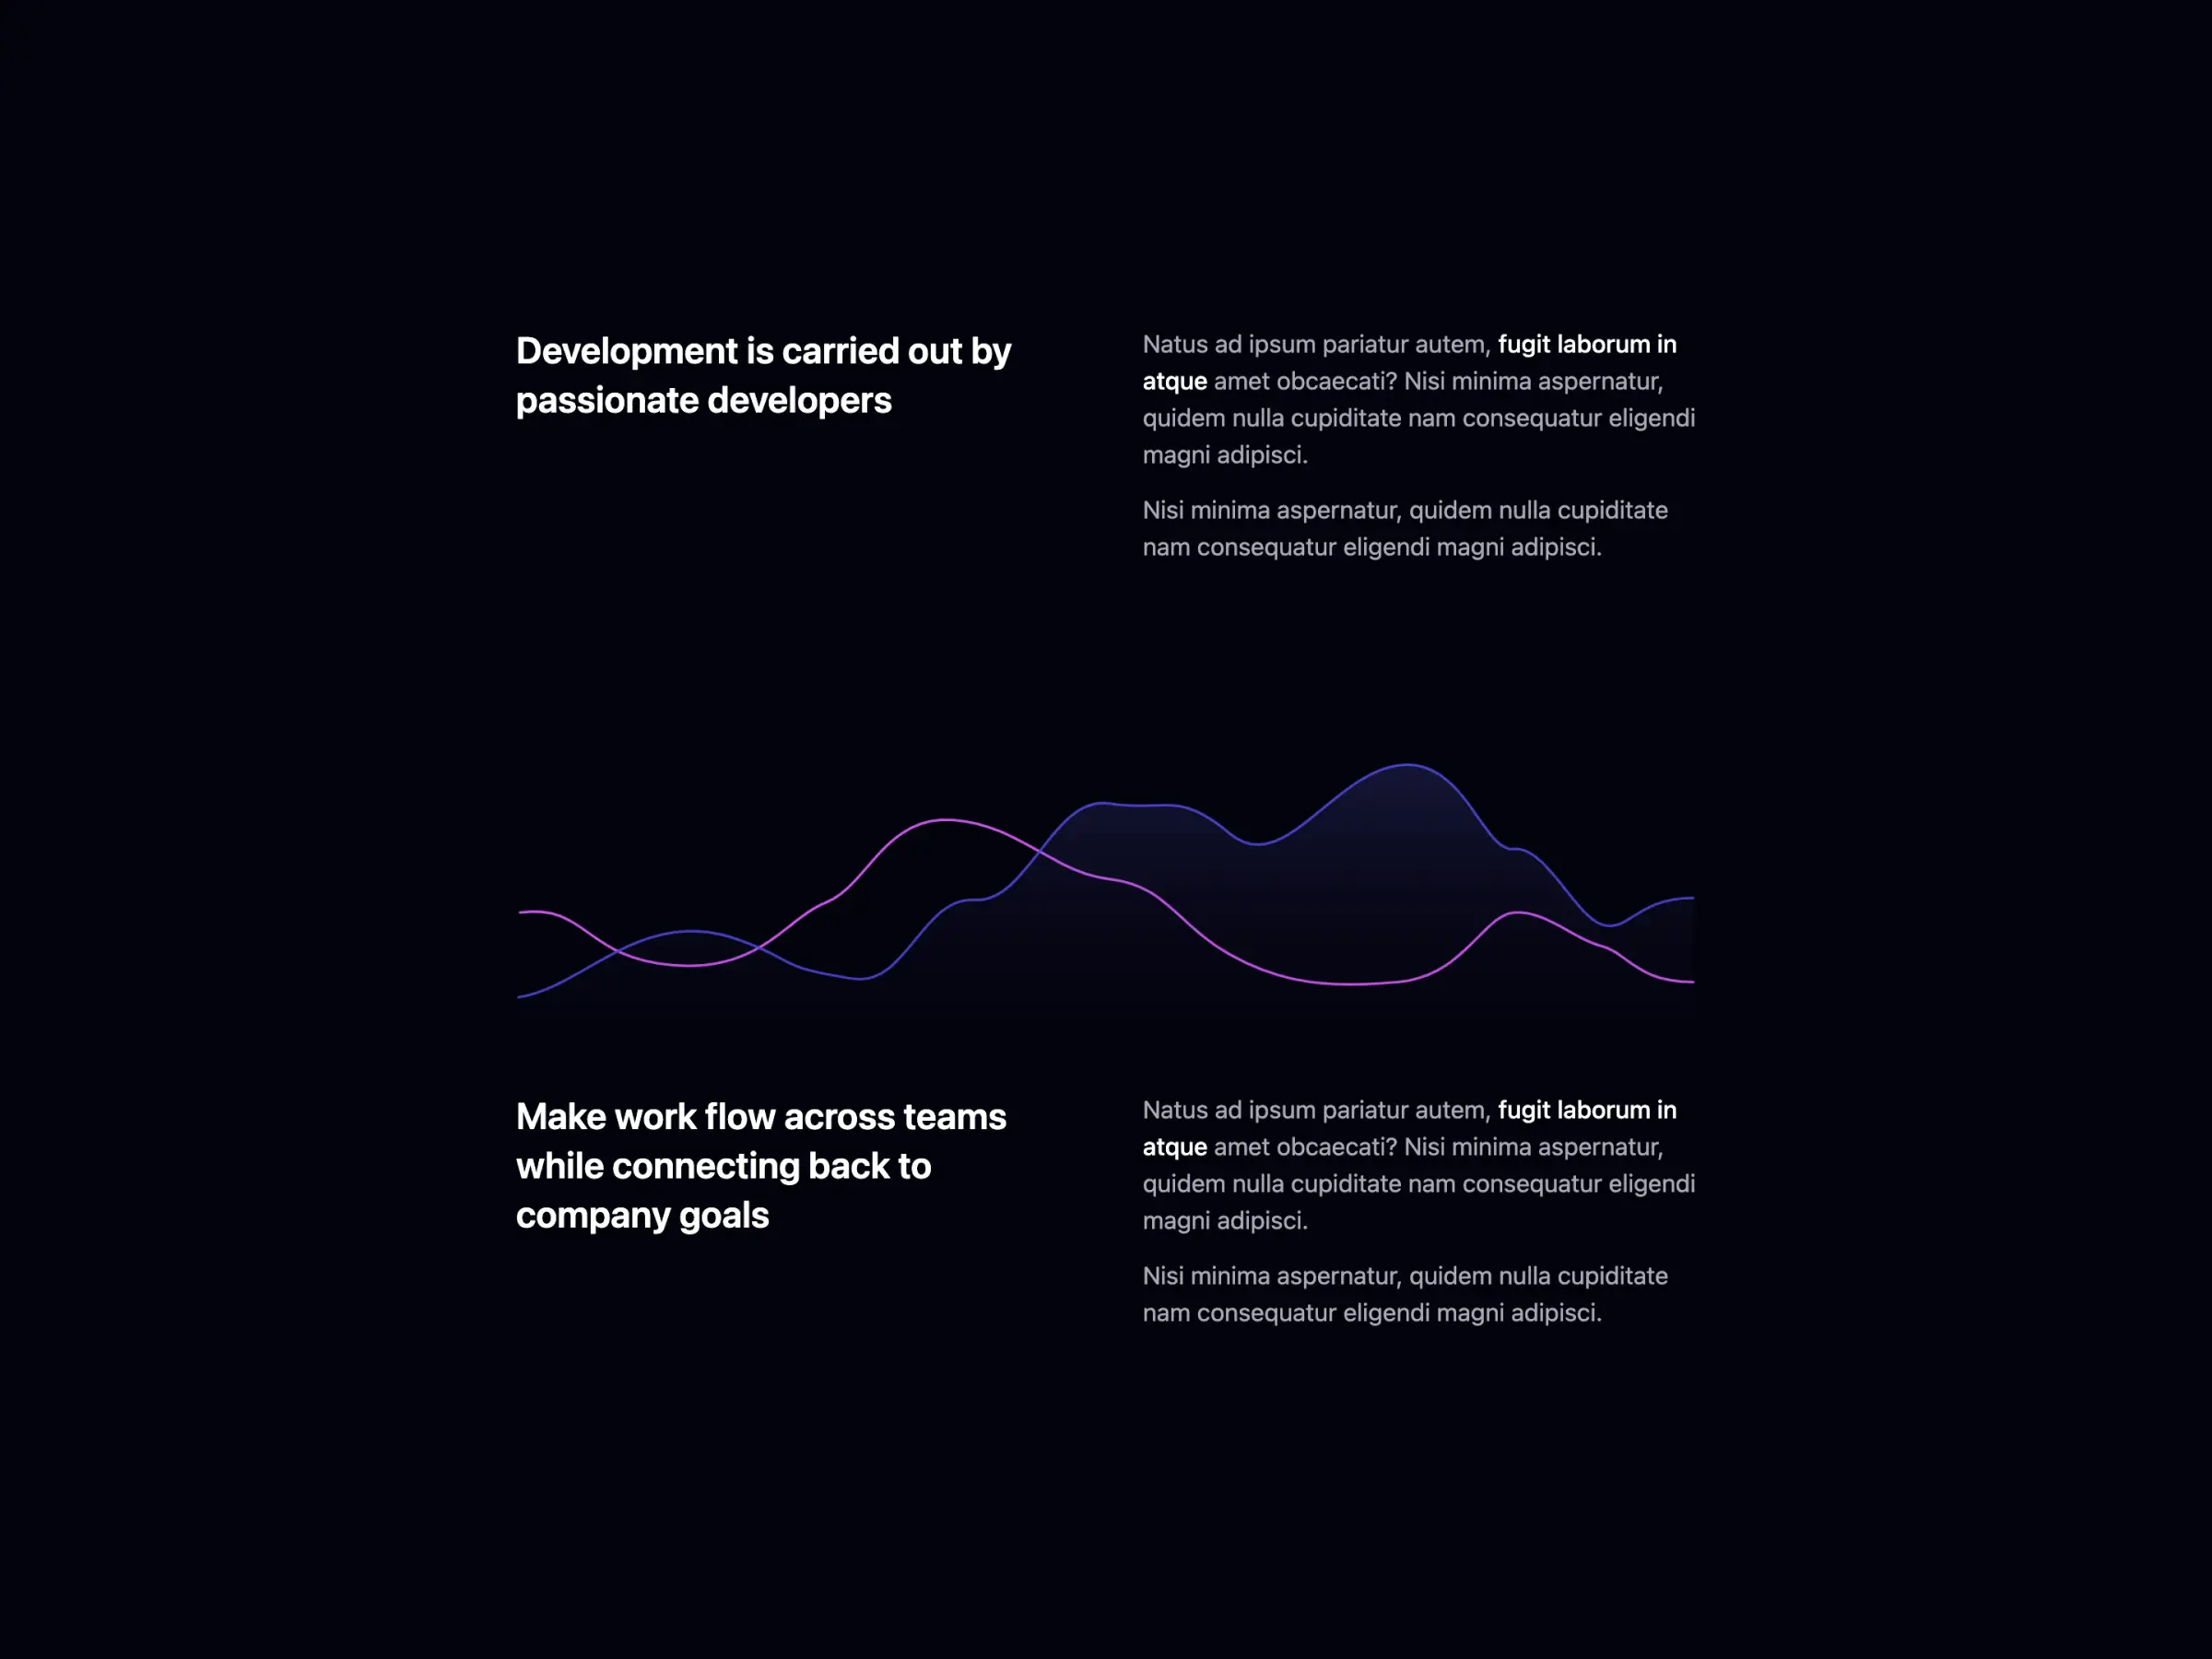 Development is carried out by
passionate developers
Natus ad ipsum pariatur autem, fugit laborum in
atque amet obcaecati? Nisi minima aspernatur,
quidem nulla cupiditate nam consequatur eligendi
magni adipisci.
Nisi minima aspernatur, quidem nulla cupiditate
nam consequatur eligendi magni adipisci.
Make work flow across teams
while connecting back to
company goals
Natus ad ipsum pariatur autem, fugit laborum in
atque amet obcaecati? Nisi minima aspernatur,
quidem nulla cupiditate nam consequatur eligendi
magni adipisci.
Nisi minima aspernatur, quidem nulla cupiditate
nam consequatur eligendi magni adipisci.